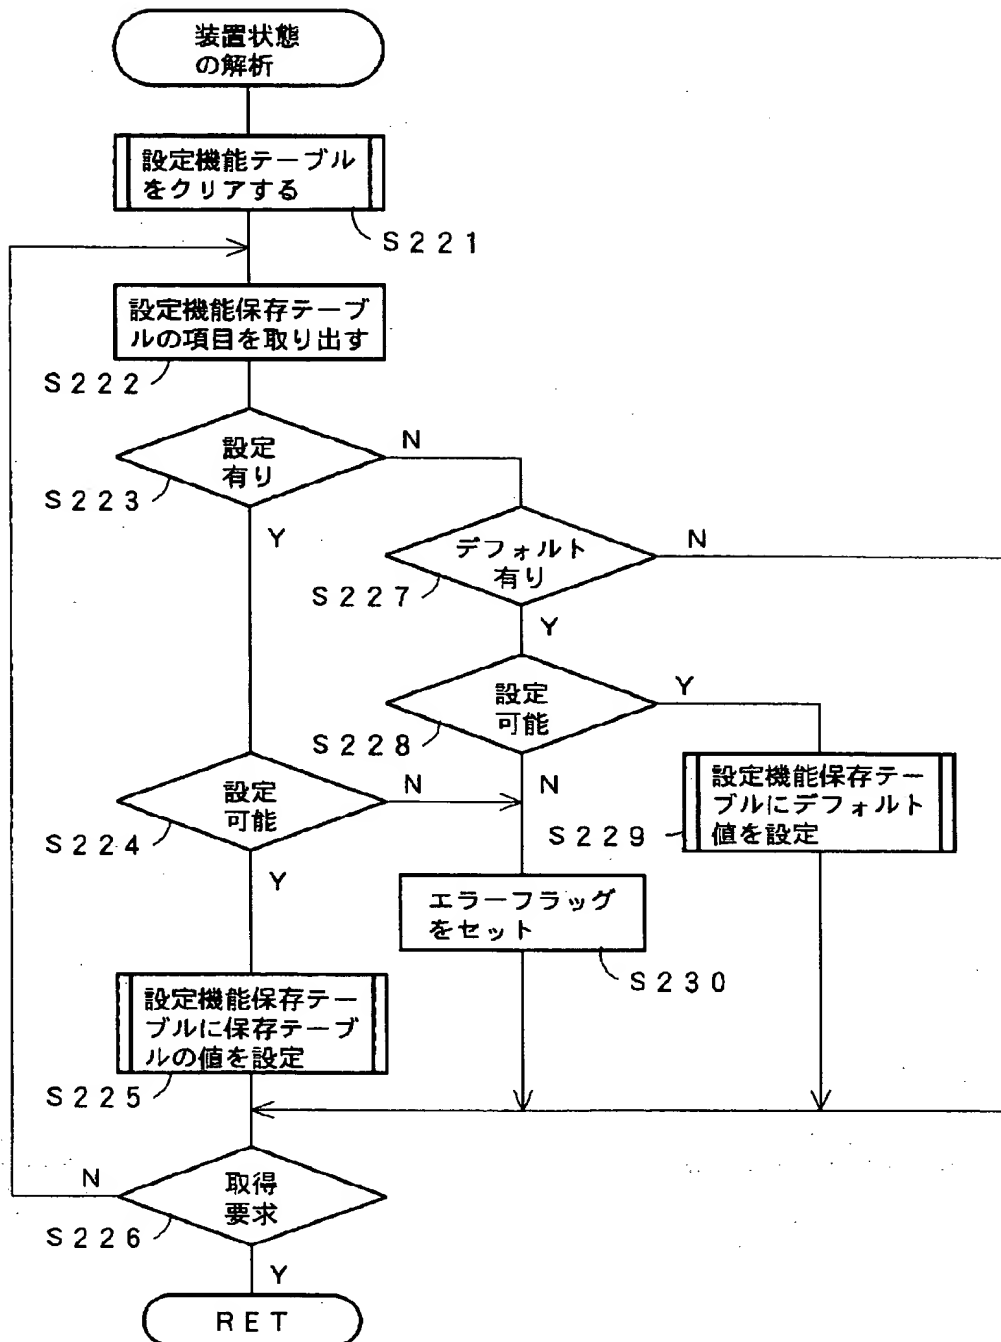 装置状態
の解析
設定機能テーブル
をクリアする
S221
設定機能保存テーブ
ルの項目を取り出す
S222
設定
有り
N
S223
Y
デフォルト
有り
N
S227
Y
設定
可能
Y
S228
N
設定
可能
N
S224
Y
設定機能保存テー
ブルにデフォルト
値を設定
S229
エラーフラッグ
をセット
S230
設定機能保存テー
ブルに保存テーブ
ルの値を設定
S225
取得
要求
N
S226
Y
RET